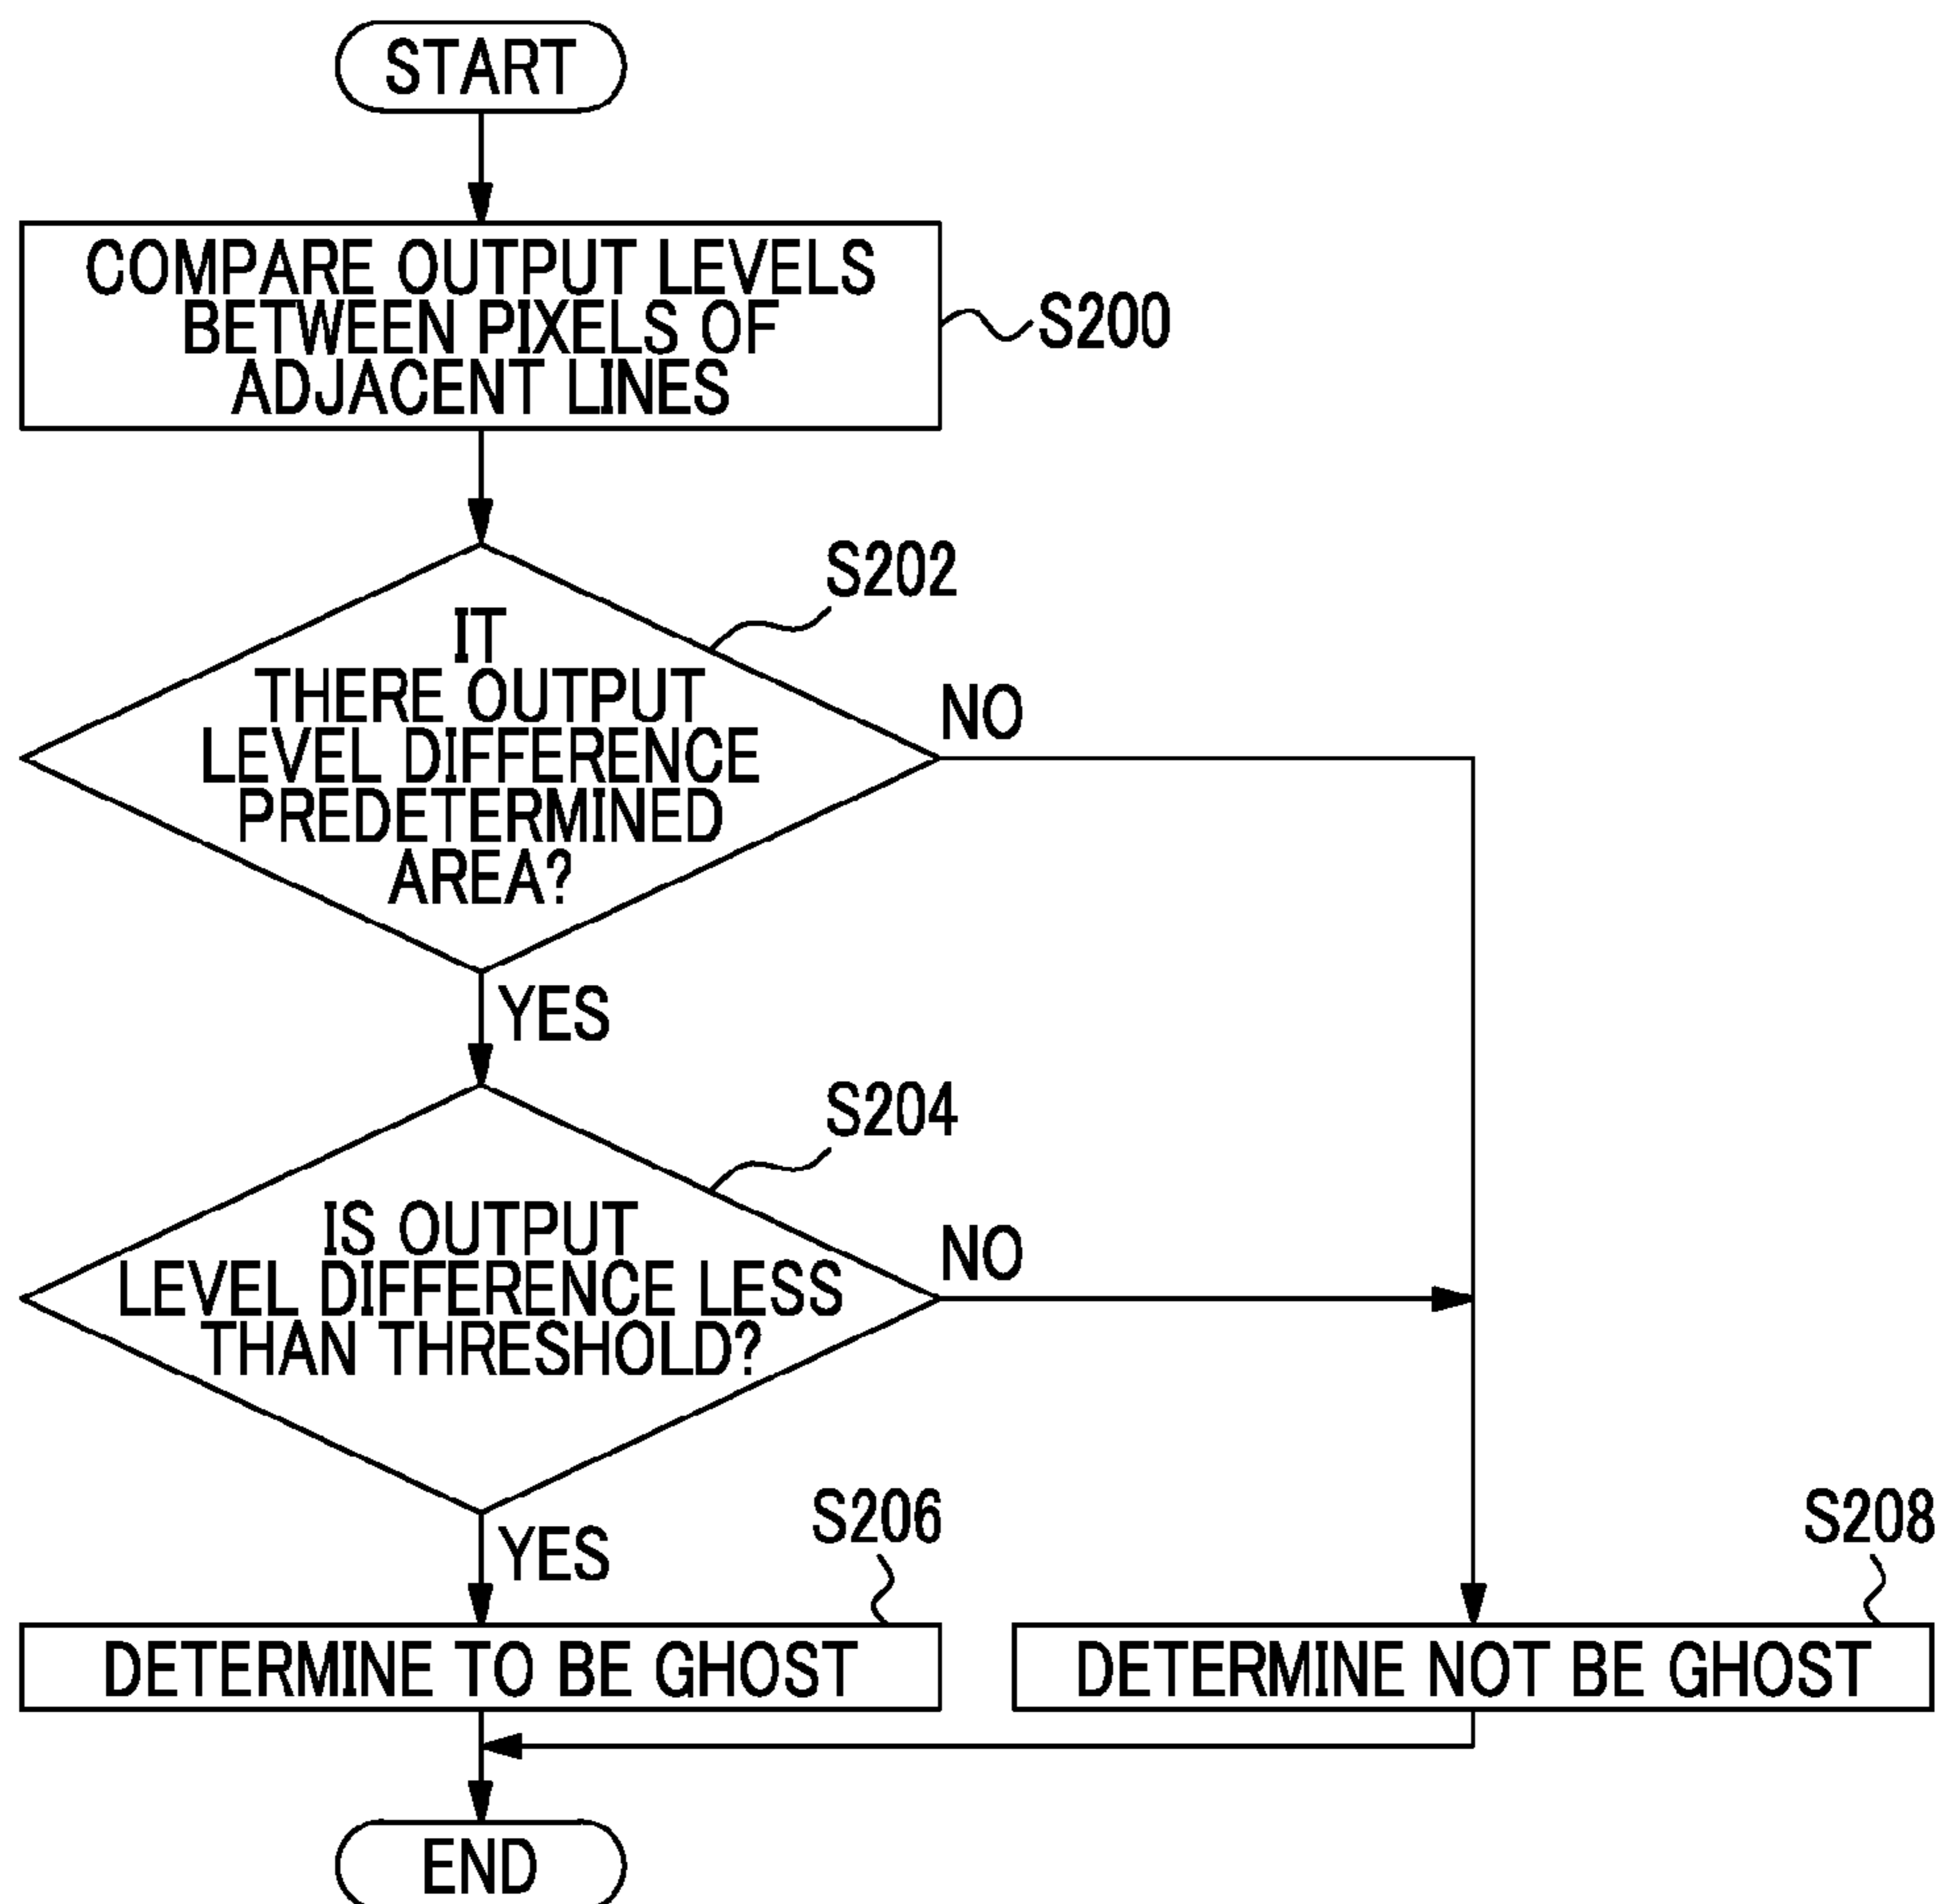 START
COMPARE OUTPUT LEVELS
BETWEEN PIXELS OF
ADJACENT LINES
S200
S202
IT
THERE OUTPUT
LEVEL DIFFERENCE
PREDETERMINED
AREA?
NO
YES
S204
IS OUTPUT
LEVEL DIFFERENCE LESS
THAN THRESHOLD?
NO
YES
S206
DETERMINE TO BE GHOST
S208
DETERMINE NOT BE GHOST
END